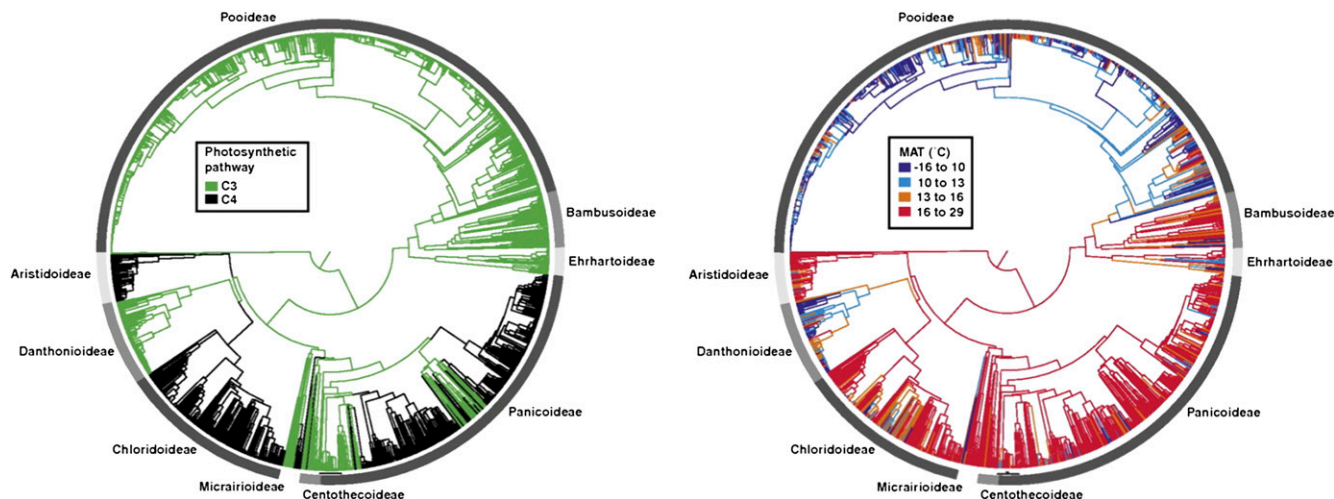 Pooideae
Photosynthetic
pathway
C3
C4
Bambusoideae
Ehrhartoideae
Aristidoideae
Danthonioideae
Panicoideae
Chloridoideae
Micrairioideae
Centothecoideae
Pooideae
MAT (˚C)
-16 to 10
10 to 13
13 to 16
16 to 29
Bambusoideae
Ehrhartoideae
Aristidoideae
Danthonioideae
Panicoideae
Chloridoideae
Micrairioideae
Centothecoideae